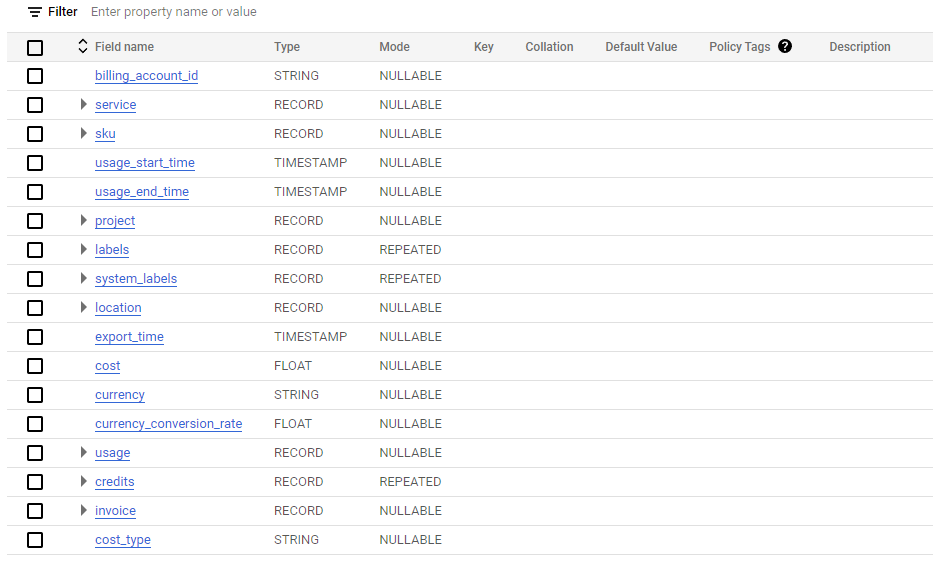 Filter Enter property name or value
Field name Type Mode Key Collation Default Value Policy Tags ? Description
billing_account_id STRING NULLABLE
service RECORD NULLABLE
sku RECORD NULLABLE
usage_start_time TIMESTAMP NULLABLE
usage_end_time TIMESTAMP NULLABLE
project RECORD NULLABLE
labels RECORD REPEATED
system_labels RECORD REPEATED
location RECORD NULLABLE
export_time TIMESTAMP NULLABLE
cost FLOAT NULLABLE
currency STRING NULLABLE
currency_conversion_rate FLOAT NULLABLE
usage RECORD NULLABLE
credits RECORD REPEATED
invoice RECORD NULLABLE
cost_type STRING NULLABLE